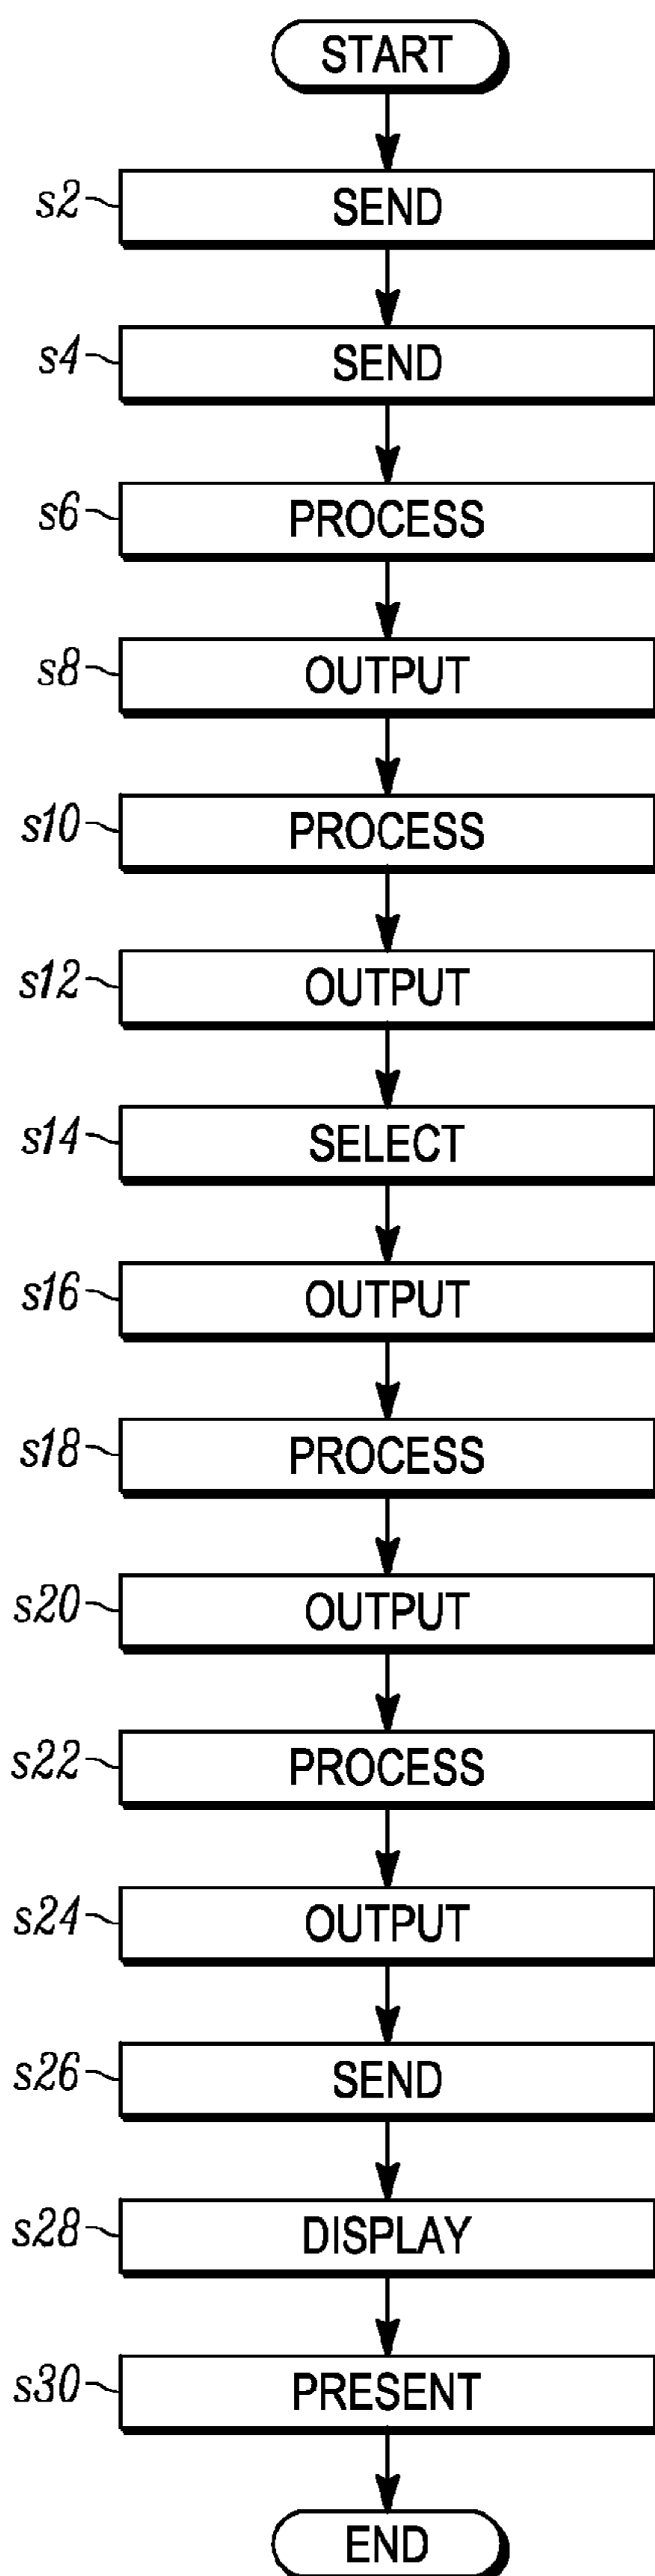 START
s2 SEND
s4 SEND
s6 PROCESS
s8 OUTPUT
s10 PROCESS
s12 OUTPUT
s14 SELECT
s16 OUTPUT
s18 PROCESS
s20 OUTPUT
s22 PROCESS
s24 OUTPUT
s26 SEND
s28 DISPLAY
s30 PRESENT
END